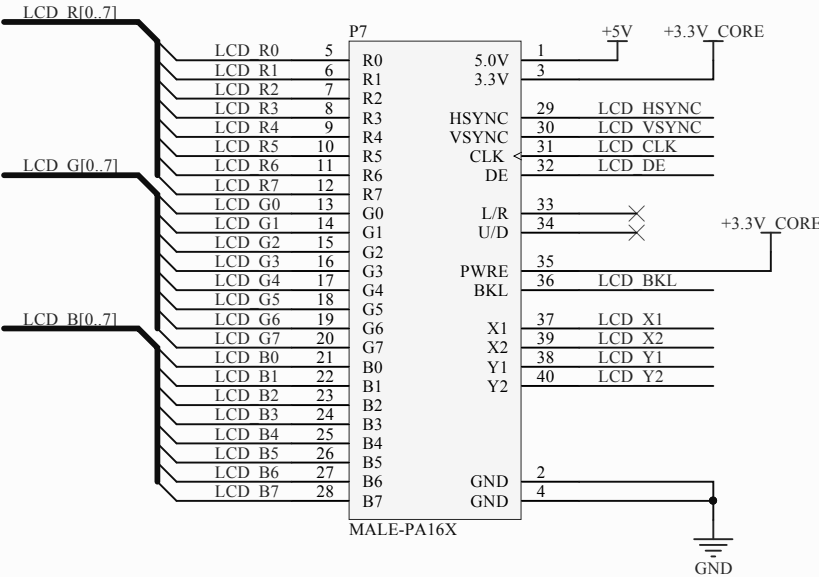 LCD_R[0..7]
P7
+5V
+3.3V_CORE
LCD_R0 5 R0 5.0V 1
LCD_R1 6 R1 3.3V 3
LCD_R2 7 R2
LCD_R3 8 R3 HSYNC 29 LCD_HSYNC
LCD_R4 9 R4 VSYNC 30 LCD_VSYNC
LCD_R5 10 R5 CLK 31 LCD_CLK
LCD_G[0..7]
LCD_R6 11 R6 DE 32 LCD_DE
LCD_R7 12 R7
LCD_G0 13 G0 L/R 33
LCD_G1 14 G1 U/D 34
+3.3V_CORE
LCD_G2 15 G2
LCD_G3 16 G3 PWRE 35
LCD_G4 17 G4 BKL 36 LCD_BKL
LCD_G5 18 G5
LCD_B[0..7]
LCD_G6 19 G6 X1 37 LCD_X1
LCD_G7 20 G7 X2 39 LCD_X2
LCD_B0 21 B0 Y1 38 LCD_Y1
LCD_B1 22 B1 Y2 40 LCD_Y2
LCD_B2 23 B2
LCD_B3 24 B3
LCD_B4 25 B4
LCD_B5 26 B5
LCD_B6 27 B6 GND 2
LCD_B7 28 B7 GND 4
MALE-PA16X
GND